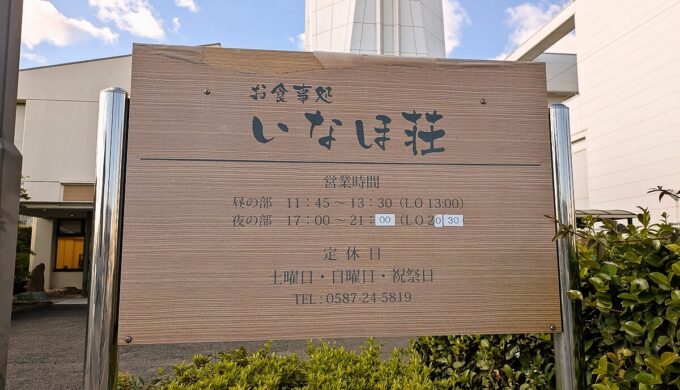 お食事処
いなほ荘
営業時間
昼の部 11：45～13：30（LO 13:00）
夜の部 17：00～21：00（LO 20 30
定休日
土曜日・日曜日・祝祭日
TEL：0587-24-5819